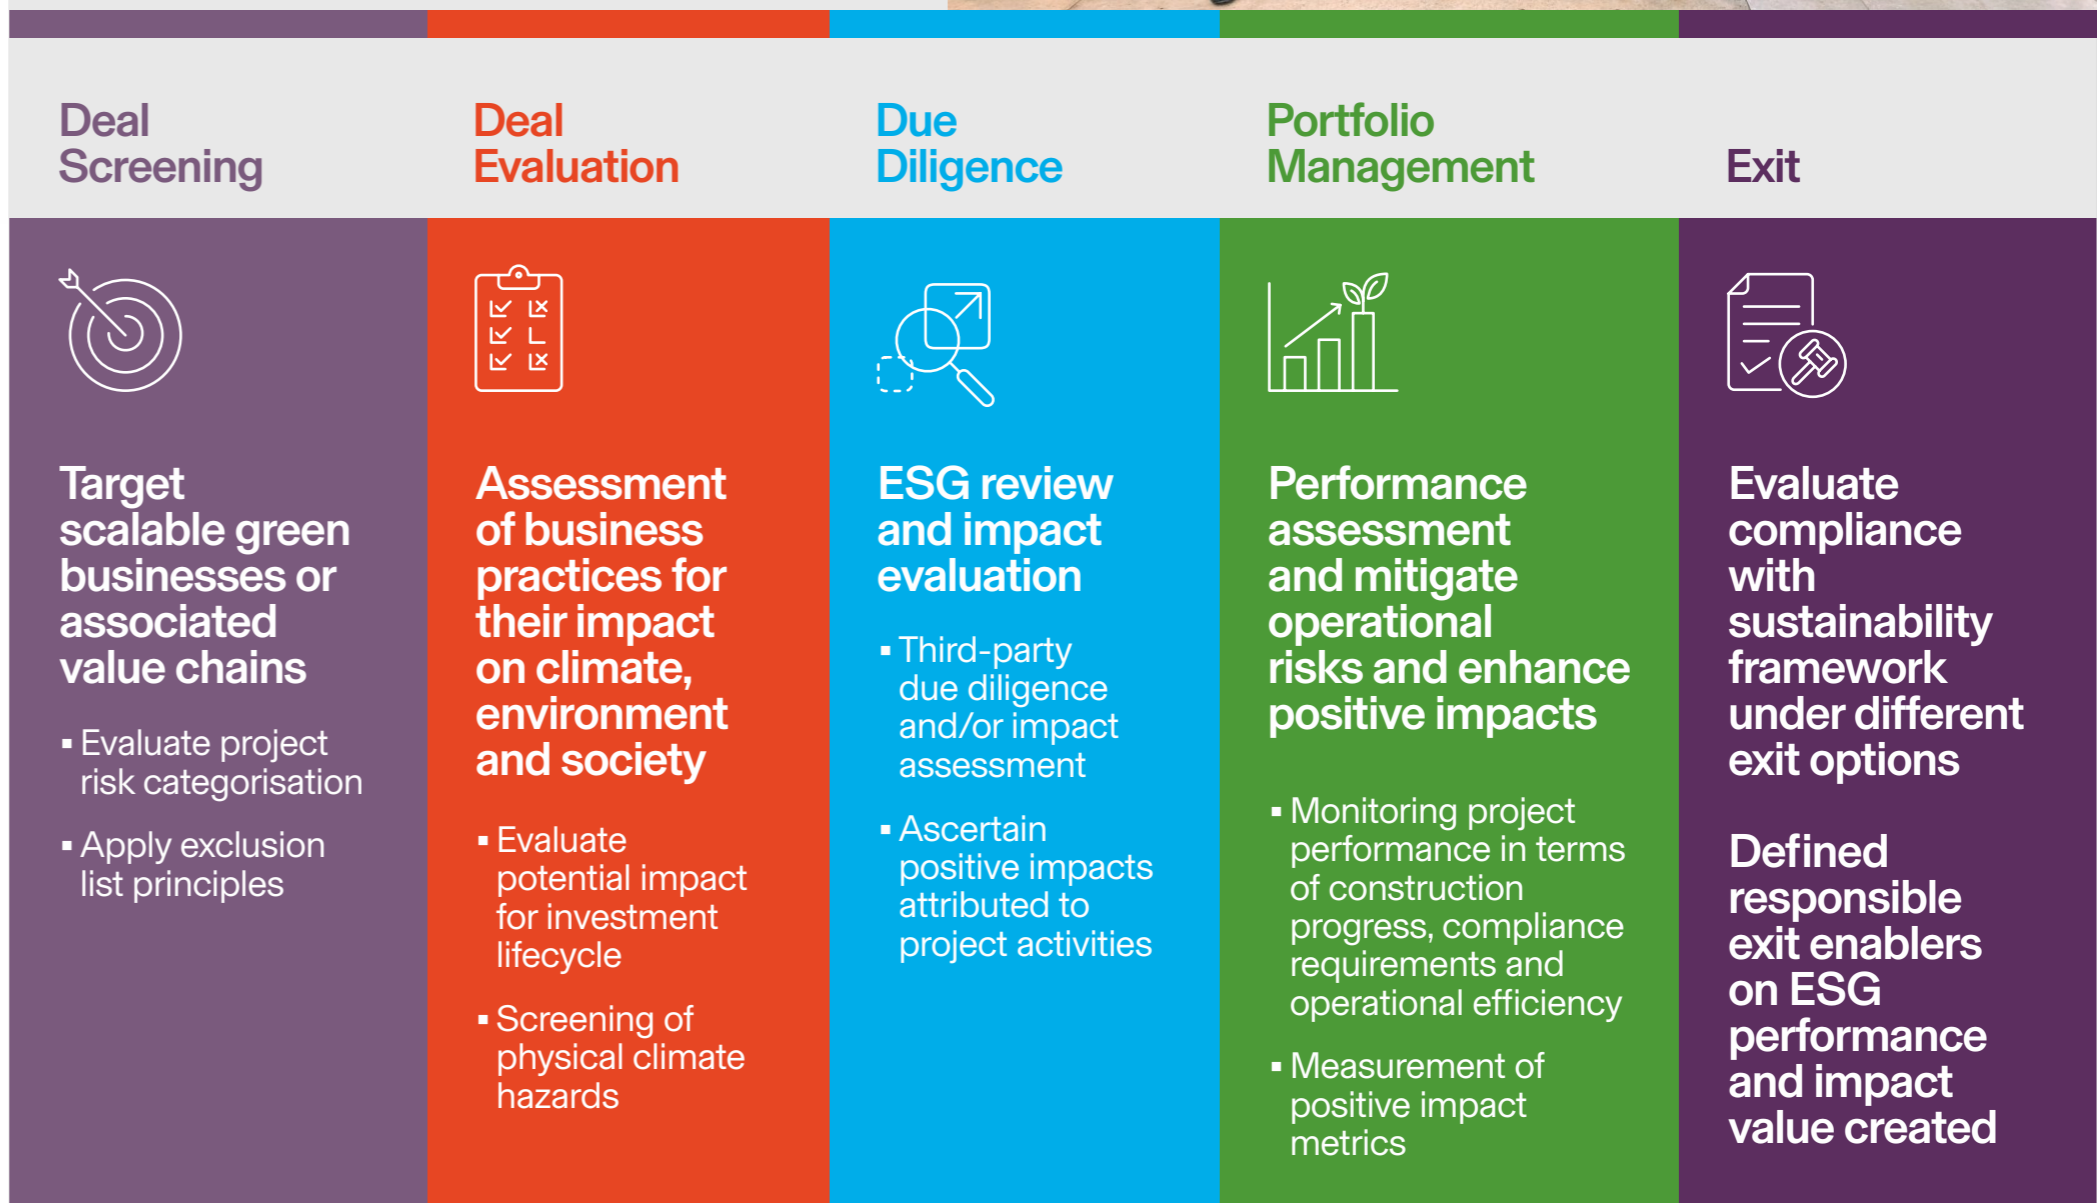 Deal
Screening
Deal
Evaluation
Due
Diligence
Portfolio
Management
Exit
Target
scalable green
businesses or
associated
value chains
▪ Evaluate project
risk categorisation
▪ Apply exclusion
list principles
Assessment
of business
practices for
their impact
on climate,
environment
and society
▪ Evaluate
potential impact
for investment
lifecycle
▪ Screening of
physical climate
hazards
ESG review
and impact
evaluation
▪ Third-party
due diligence
and/or impact
assessment
▪ Ascertain
positive impacts
attributed to
project activities
Performance
assessment
and mitigate
operational
risks and enhance
positive impacts
▪ Monitoring project
performance in terms
of construction
progress, compliance
requirements and
operational efficiency
▪ Measurement of
positive impact
metrics
Evaluate
compliance
with
sustainability
framework
under different
exit options
Defined
responsible
exit enablers
on ESG
performance
and impact
value created